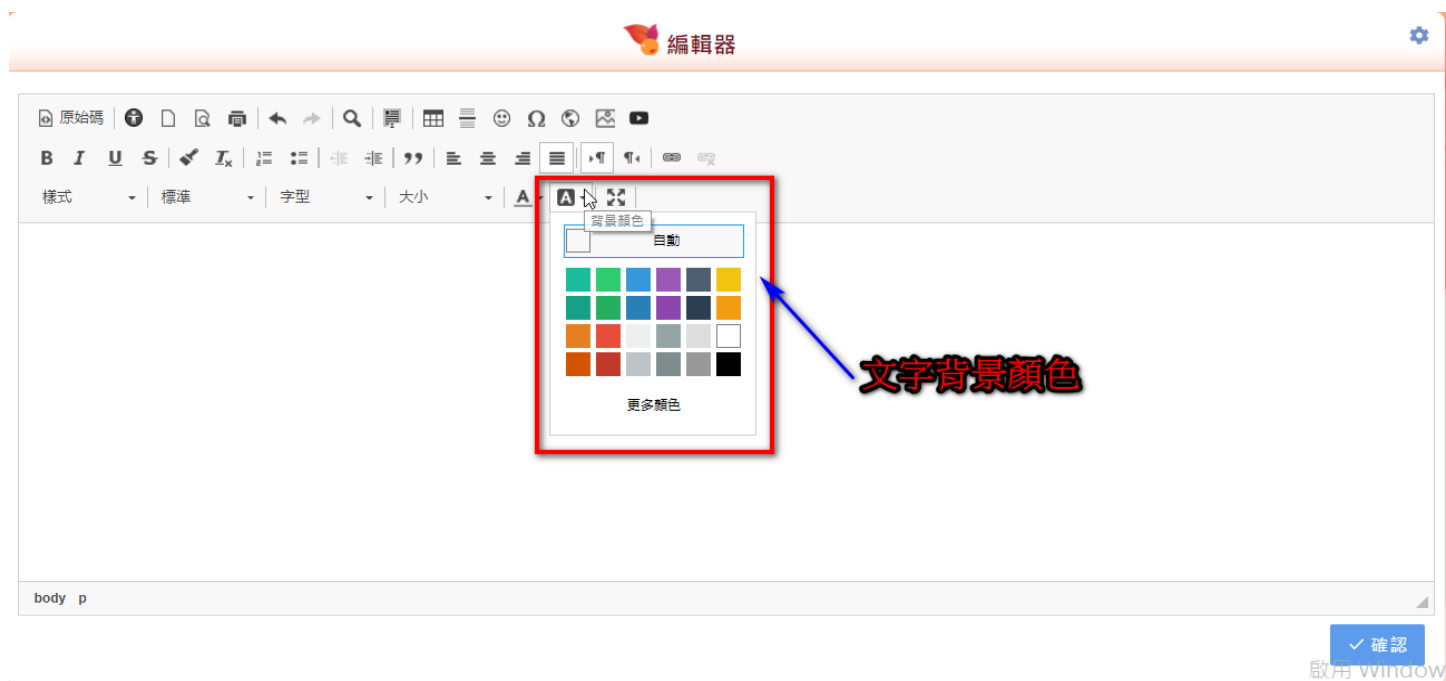 編輯器
原始碼
樣式 標準 字型 大小
背景顏色
自動
更多顏色
文字背景顏色
body p
確認
啟用 Window